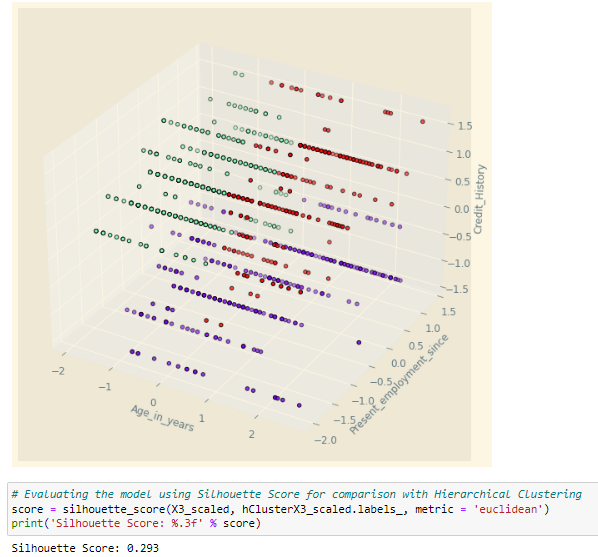 1.5
1.0
0.5
0.0
−0.5
−1.0
−1.5
Credit_History
1.5
1.0
0.5
0.0
−0.5
−1.0
−1.5
−2.0
Present_employment_since
−2
−1
0
1
2
Age_in_years
# Evaluating the model using Silhouette Score for comparison with Hierarchical Clustering
score = silhouette_score(X3_scaled, hClusterX3_scaled.labels_, metric = 'euclidean')
print('Silhouette Score: %.3f' % score)
Silhouette Score: 0.293